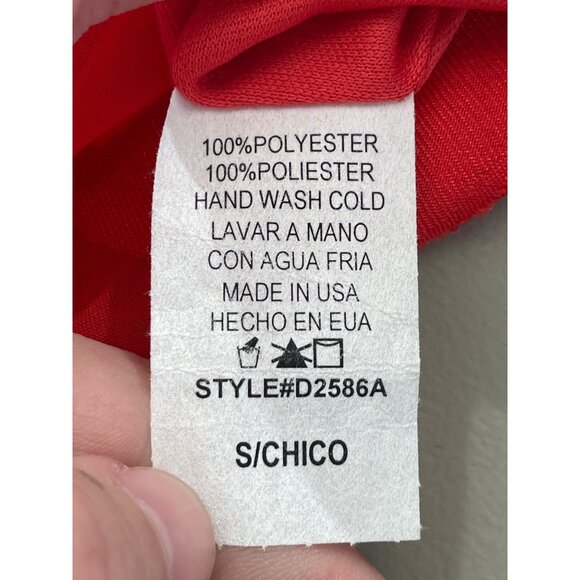 100%POLYESTER
100%POLIESTER
HAND WASH COLD
LAVAR A MANO
CON AGUA FRIA
MADE IN USA
HECHO EN EUA
STYLE#D2586A
S/CHICO